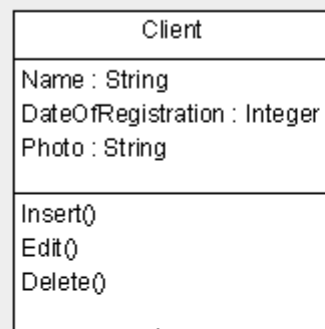 Client
Name : String
DateOfRegistration : Integer
Photo : String
Insert()
Edit()
Delete()